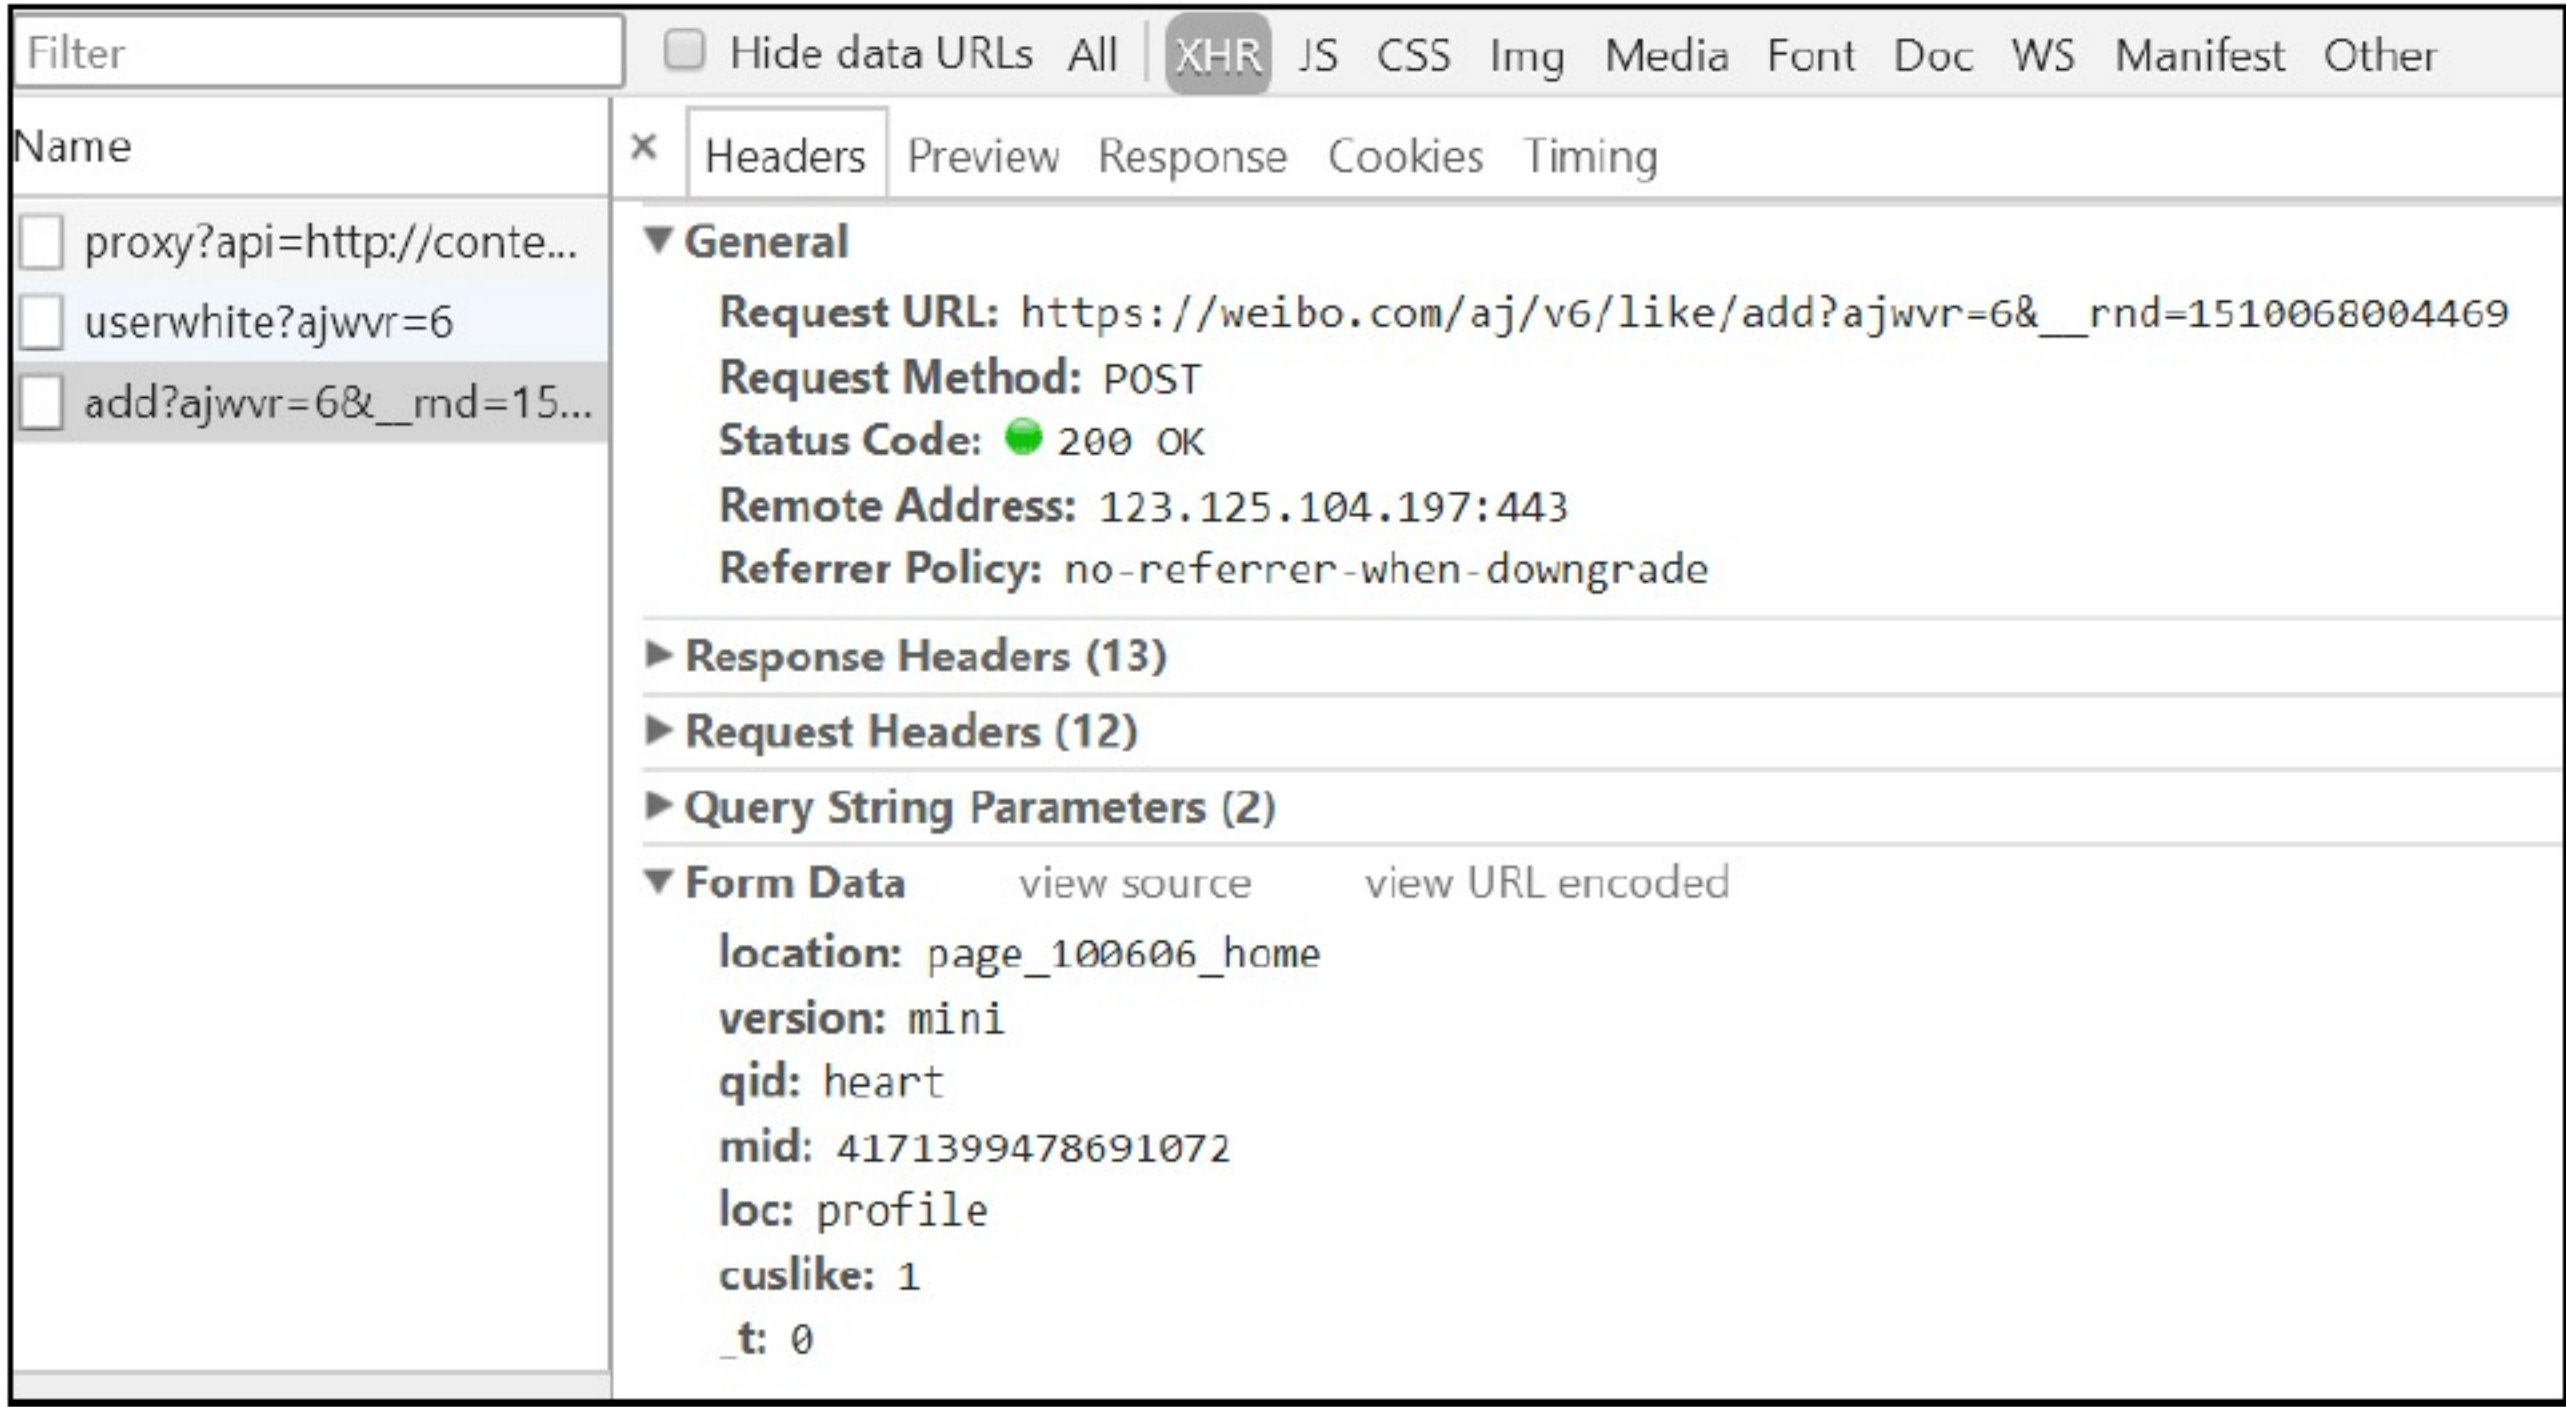 Filter Hide data URLs All XHR JS CSS Img Media Font Doc WS Manifest Other
Name
proxy?api=http://conte...
userwhite?ajwvr=6
add?ajwvr=6&__rnd=15...
× Headers Preview Response Cookies Timing
▼ General
Request URL: https://weibo.com/aj/v6/like/add?ajwvr=6&__rnd=1510068004469
Request Method: POST
Status Code: 200 OK
Remote Address: 123.125.104.197:443
Referrer Policy: no-referrer-when-downgrade
▶ Response Headers (13)
▶ Request Headers (12)
▶ Query String Parameters (2)
▼ Form Data view source view URL encoded
location: page_100606_home
version: mini
qid: heart
mid: 4171399478691072
loc: profile
cuslike: 1
_t: 0